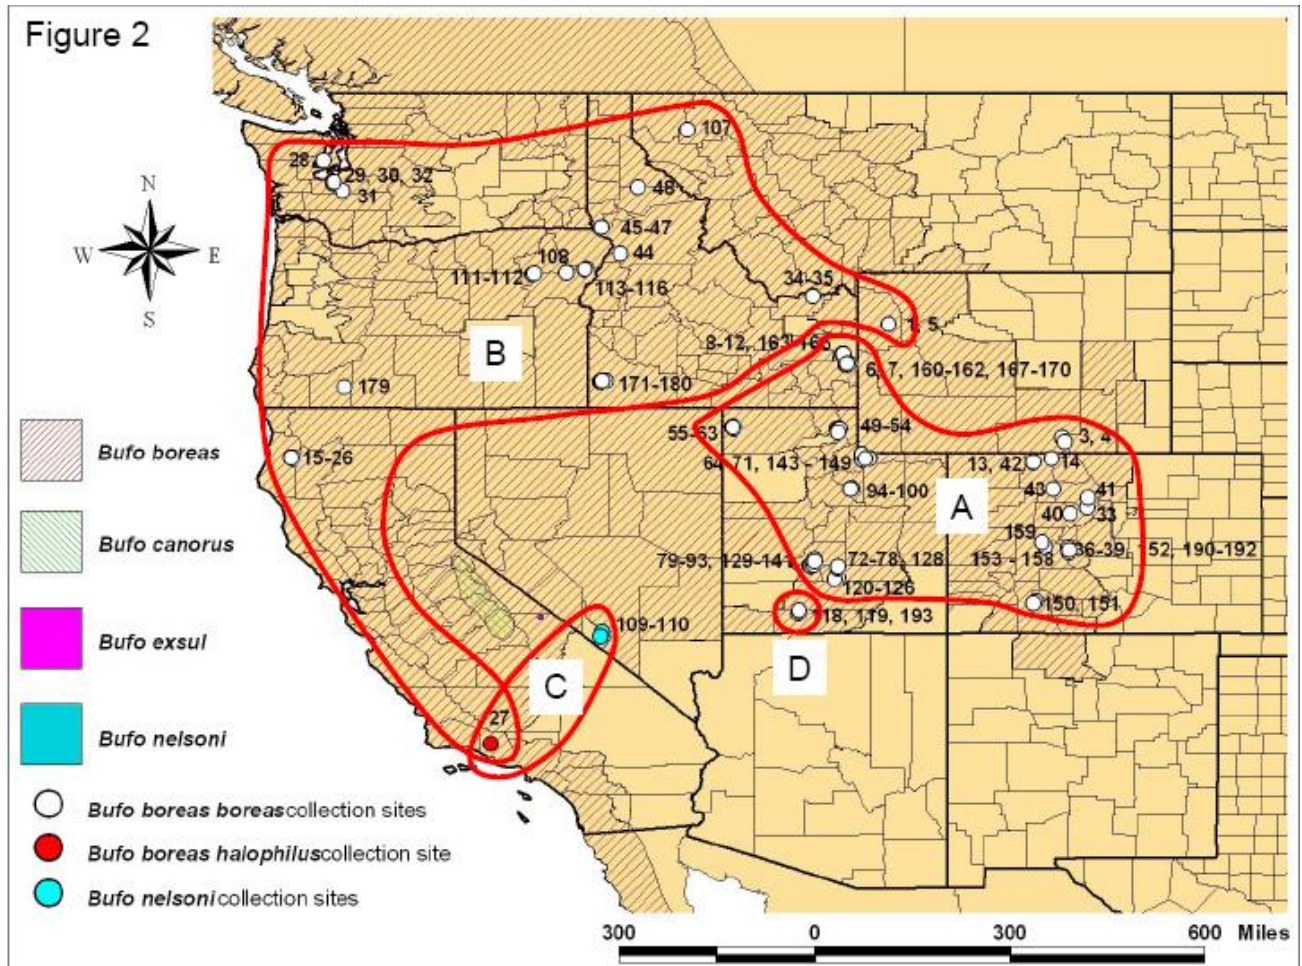 Figure 2
107
28
29, 30, 32
31
48
45-47
N
W E
S
108
44
111-112
113-116
34-35
1, 5
B
8-12, 163-166
6, 7, 160-162, 167-170
179
171-180
55-63
49-54
3, 4
Bufo boreas
15-26
64-71, 143 - 149
13, 42
14
94-100
43
41
A
40
33
Bufo canorus
159
79-93, 129-141
72-78, 128
153 - 158
36-39, 152, 190-192
120-126
150, 151
118, 119, 193
109-110
Bufo exsul
D
C
27
Bufo nelsoni
Bufo boreas boreas collection sites
Bufo boreas halophilus collection site
Bufo nelsoni collection sites
300 0 300 600 Miles